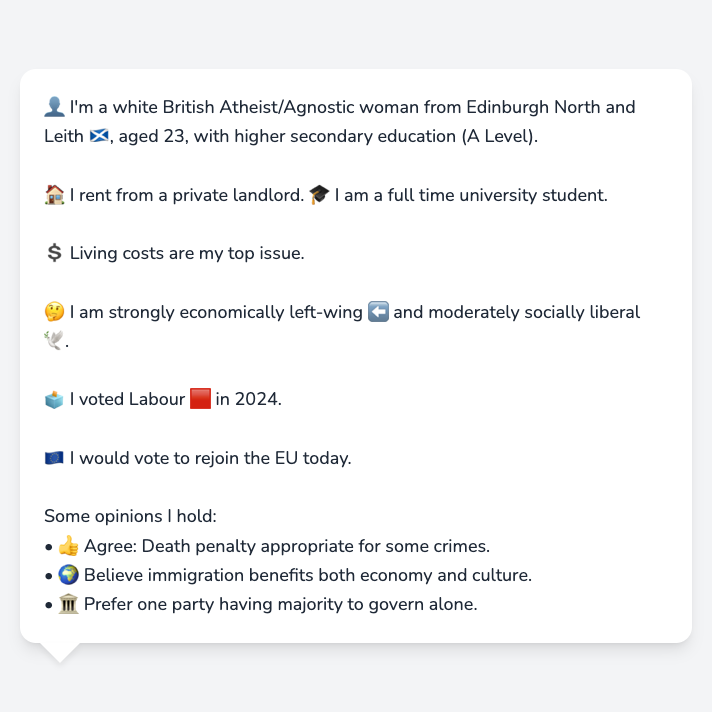 👤 I'm a white British Atheist/Agnostic woman from Edinburgh North and
Leith 🏴󠁧󠁢󠁳󠁣󠁴󠁿, aged 23, with higher secondary education (A Level).
🏠 I rent from a private landlord. 🎓 I am a full time university student.
💲 Living costs are my top issue.
🤔 I am strongly economically left-wing ⬅️ and moderately socially liberal
🕊️.
🗳️ I voted Labour 🟥 in 2024.
🇪🇺 I would vote to rejoin the EU today.
Some opinions I hold:
• 👍 Agree: Death penalty appropriate for some crimes.
• 🌍 Believe immigration benefits both economy and culture.
• 🏛️ Prefer one party having majority to govern alone.